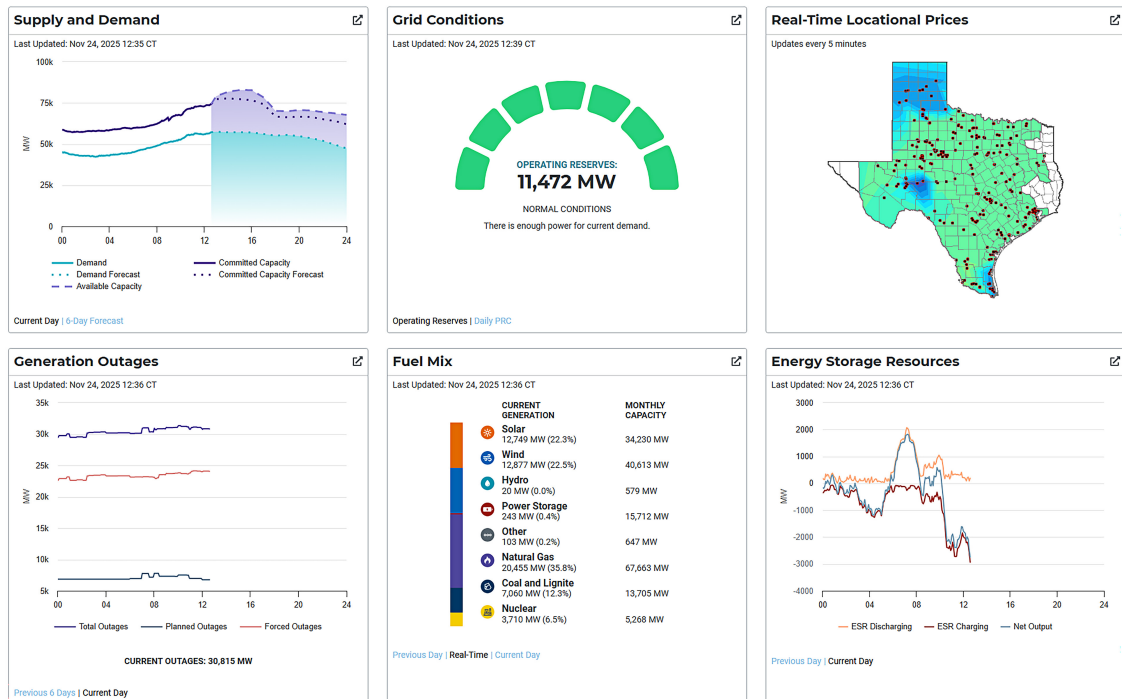 Supply and Demand
Last Updated: Nov 24, 2025 12:35 CT
100k
75k
50k
25k
0
MW
00 04 08 12 16 20 24
Demand
Committed Capacity
Demand Forecast
Committed Capacity Forecast
Available Capacity
Current Day | 6-Day Forecast
Grid Conditions
Last Updated: Nov 24, 2025 12:39 CT
OPERATING RESERVES:
11,472 MW
NORMAL CONDITIONS
There is enough power for current demand.
Operating Reserves | Daily PRC
Real-Time Locational Prices
Updates every 5 minutes
Generation Outages
Last Updated: Nov 24, 2025 12:36 CT
35k
30k
25k
20k
15k
10k
5k
MW
00 04 08 12 16 20 24
Total Outages Planned Outages Forced Outages
CURRENT OUTAGES: 30,815 MW
Previous 6 Days | Current Day
Fuel Mix
Last Updated: Nov 24, 2025 12:36 CT
CURRENT MONTHLY
GENERATION CAPACITY
Solar
12,749 MW (22.3%) 34,230 MW
Wind
12,877 MW (22.5%) 40,613 MW
Hydro
20 MW (0.0%) 579 MW
Power Storage
243 MW (0.4%) 15,712 MW
Other
103 MW (0.2%) 647 MW
Natural Gas
20,455 MW (35.8%) 67,663 MW
Coal and Lignite
7,060 MW (12.3%) 13,705 MW
Nuclear
3,710 MW (6.5%) 5,268 MW
Previous Day | Real-Time | Current Day
Energy Storage Resources
Last Updated: Nov 24, 2025 12:36 CT
3000
2000
1000
0
-1000
-2000
-3000
-4000
MW
00 04 08 12 16 20 24
ESR Discharging ESR Charging Net Output
Previous Day | Current Day